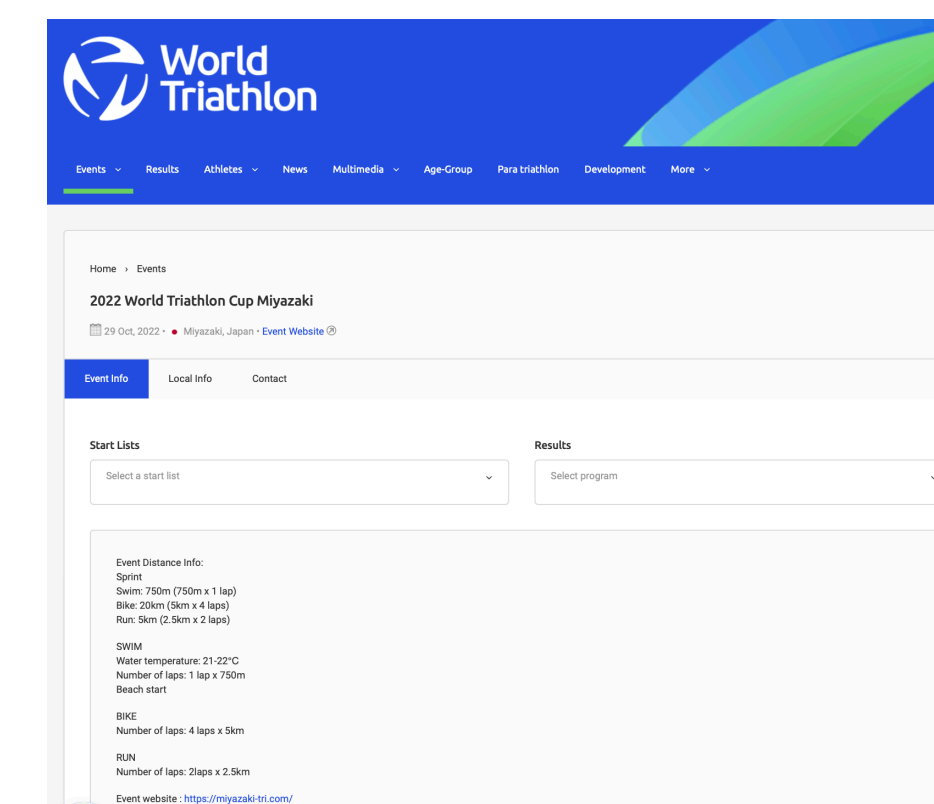 World
Triathlon
Events Results Athletes News Multimedia Age-Group Para triathlon Development More
Home › Events
2022 World Triathlon Cup Miyazaki
29 Oct, 2022 • Miyazaki, Japan • Event Website
Event Info Local Info Contact
Start Lists Results
Select a start list Select program
Event Distance Info:
Sprint
Swim: 750m (750m x 1 lap)
Bike: 20km (5km x 4 laps)
Run: 5km (2.5km x 2 laps)
SWIM
Water temperature: 21-22°C
Number of laps: 1 lap x 750m
Beach start
BIKE
Number of laps: 4 laps x 5km
RUN
Number of laps: 2laps x 2.5km
Event website : https://miyazaki-tri.com/